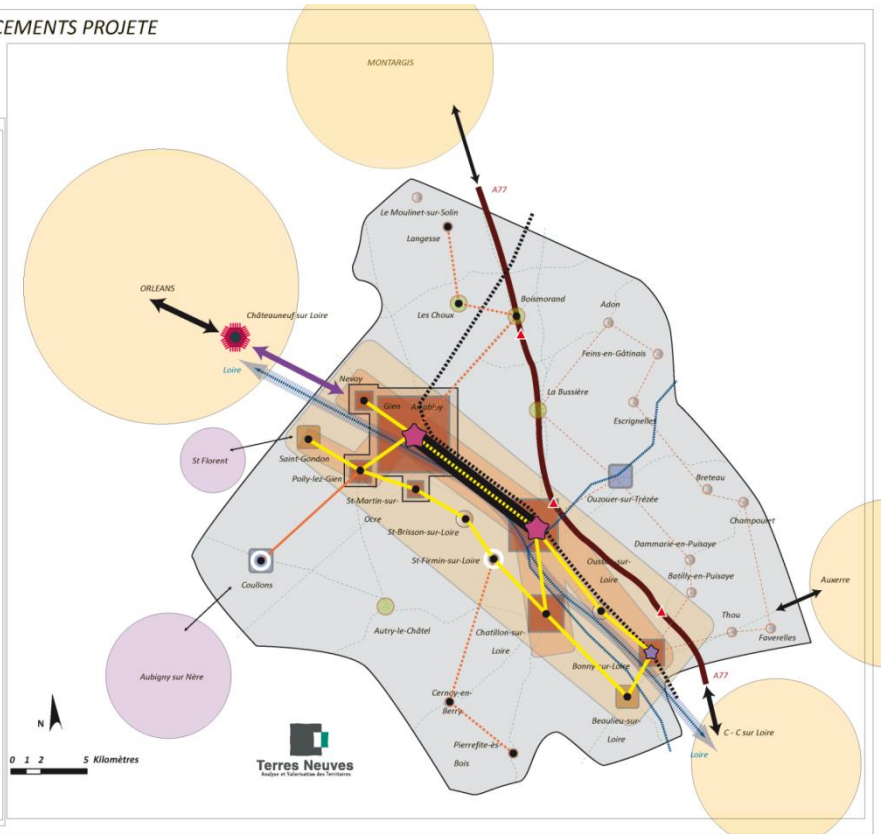 CEMENTS PROJETE
MONTARGIS
A77
Le Moulinet-sur-Solin
Langesse
ORLEANS
Châteauneuf sur Loire
Les Choux
Boismorand
Adon
Feins-en-Gâtinais
Loire
Nevoy
Gien
La Bussière
Escrignelles
St Florent
Saint-Gondon
Poilly-lez-Gien
St-Martin-sur-
Ocre
St-Brisson-sur-Loire
Ouzouer-sur-Trézée
Breteau
Champouret
Dammarie-en-Puisaye
Batilly-en-Puisaye
St-Firmin-sur-Loire
Loire
Coullons
Autry-le-Châtel
Chatillon-sur-
Loire
Thou
Faverelles
Auxerre
Aubigny sur Nère
Bonny-sur-Loire
A77
Cernoy-en-
Berry
Beaulieu-sur-
Loire
C - C sur Loire
Loire
Pierrefite-ès-
Bois
N
0 1 2 5 Kilomètres
Terres Neuves
Analyse et Valorisation des Territoires